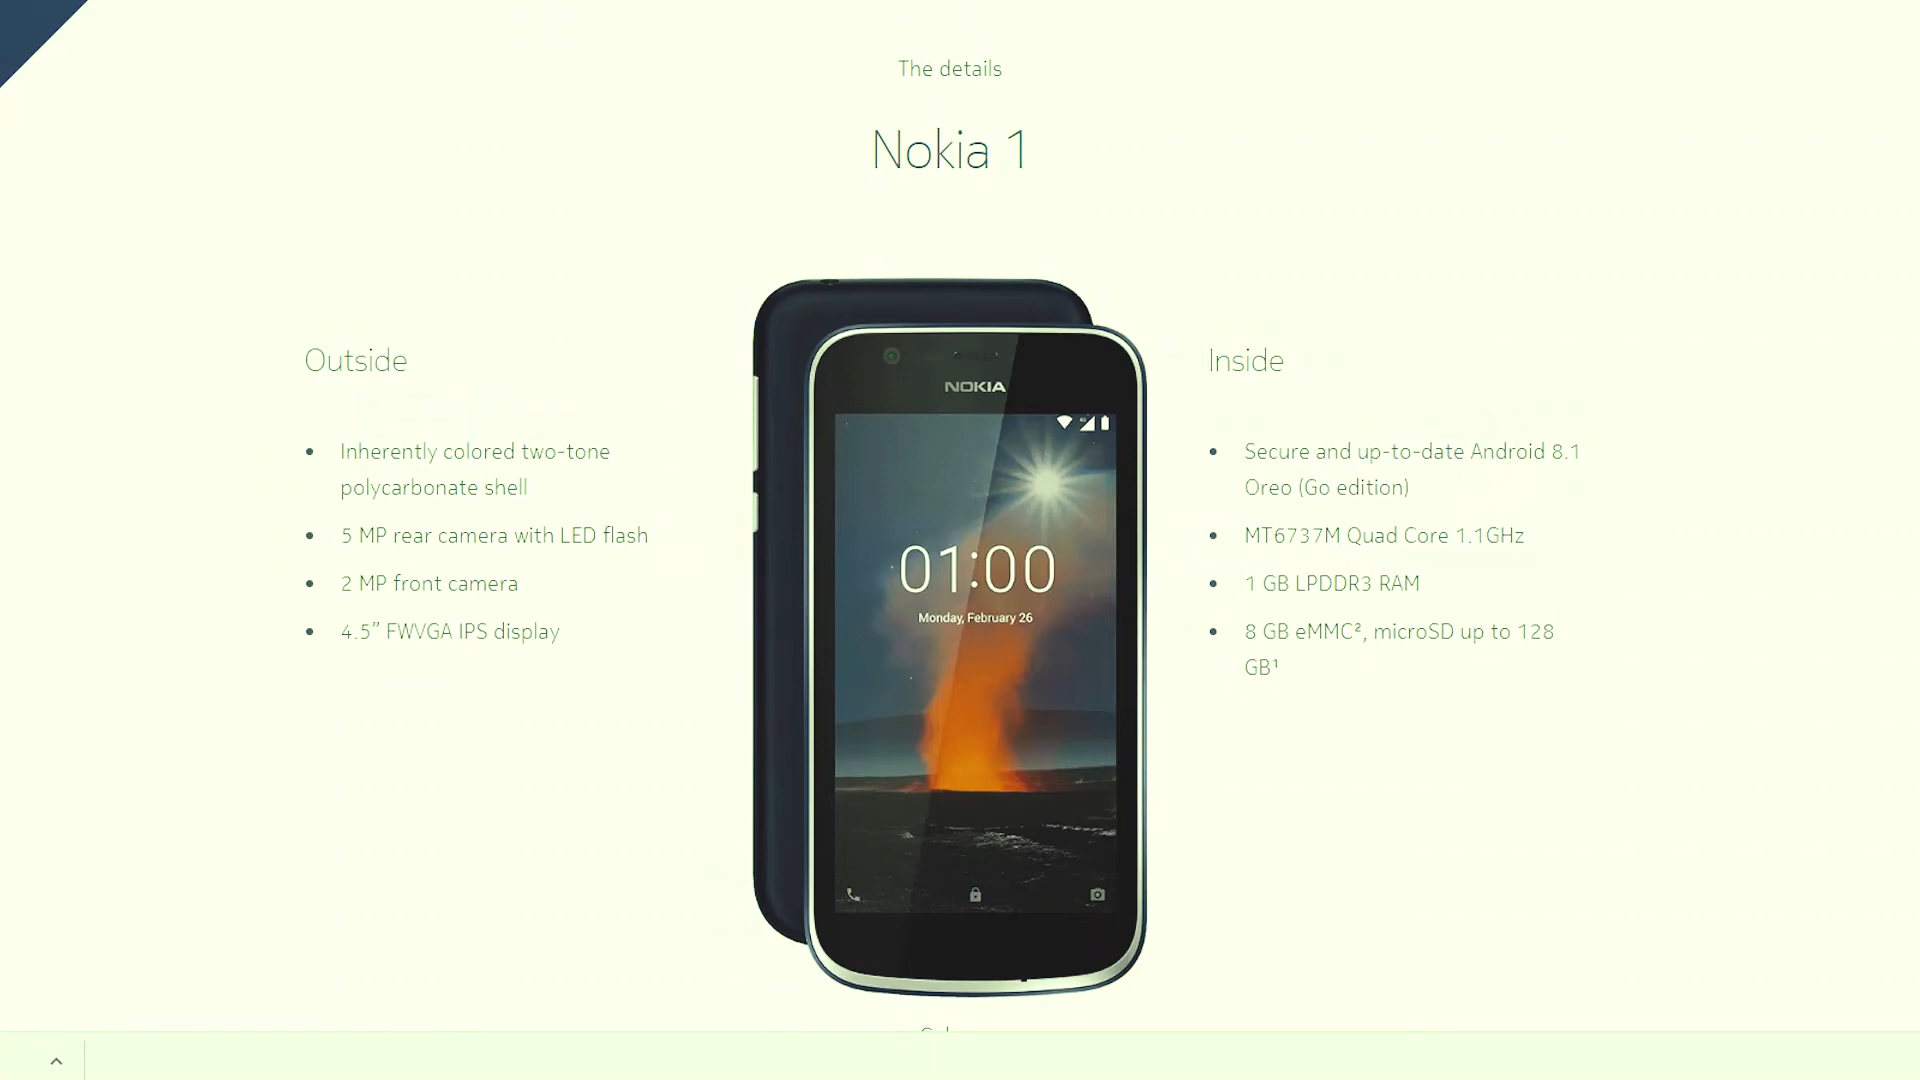 The details
Nokia 1
Outside
• Inherently colored two-tone
polycarbonate shell
• 5 MP rear camera with LED flash
• 2 MP front camera
• 4.5” FWVGA IPS display
NOKIA
01:00
Monday, February 26
Inside
• Secure and up-to-date Android 8.1
Oreo (Go edition)
• MT6737M Quad Core 1.1GHz
• 1 GB LPDDR3 RAM
• 8 GB eMMC², microSD up to 128
GB¹